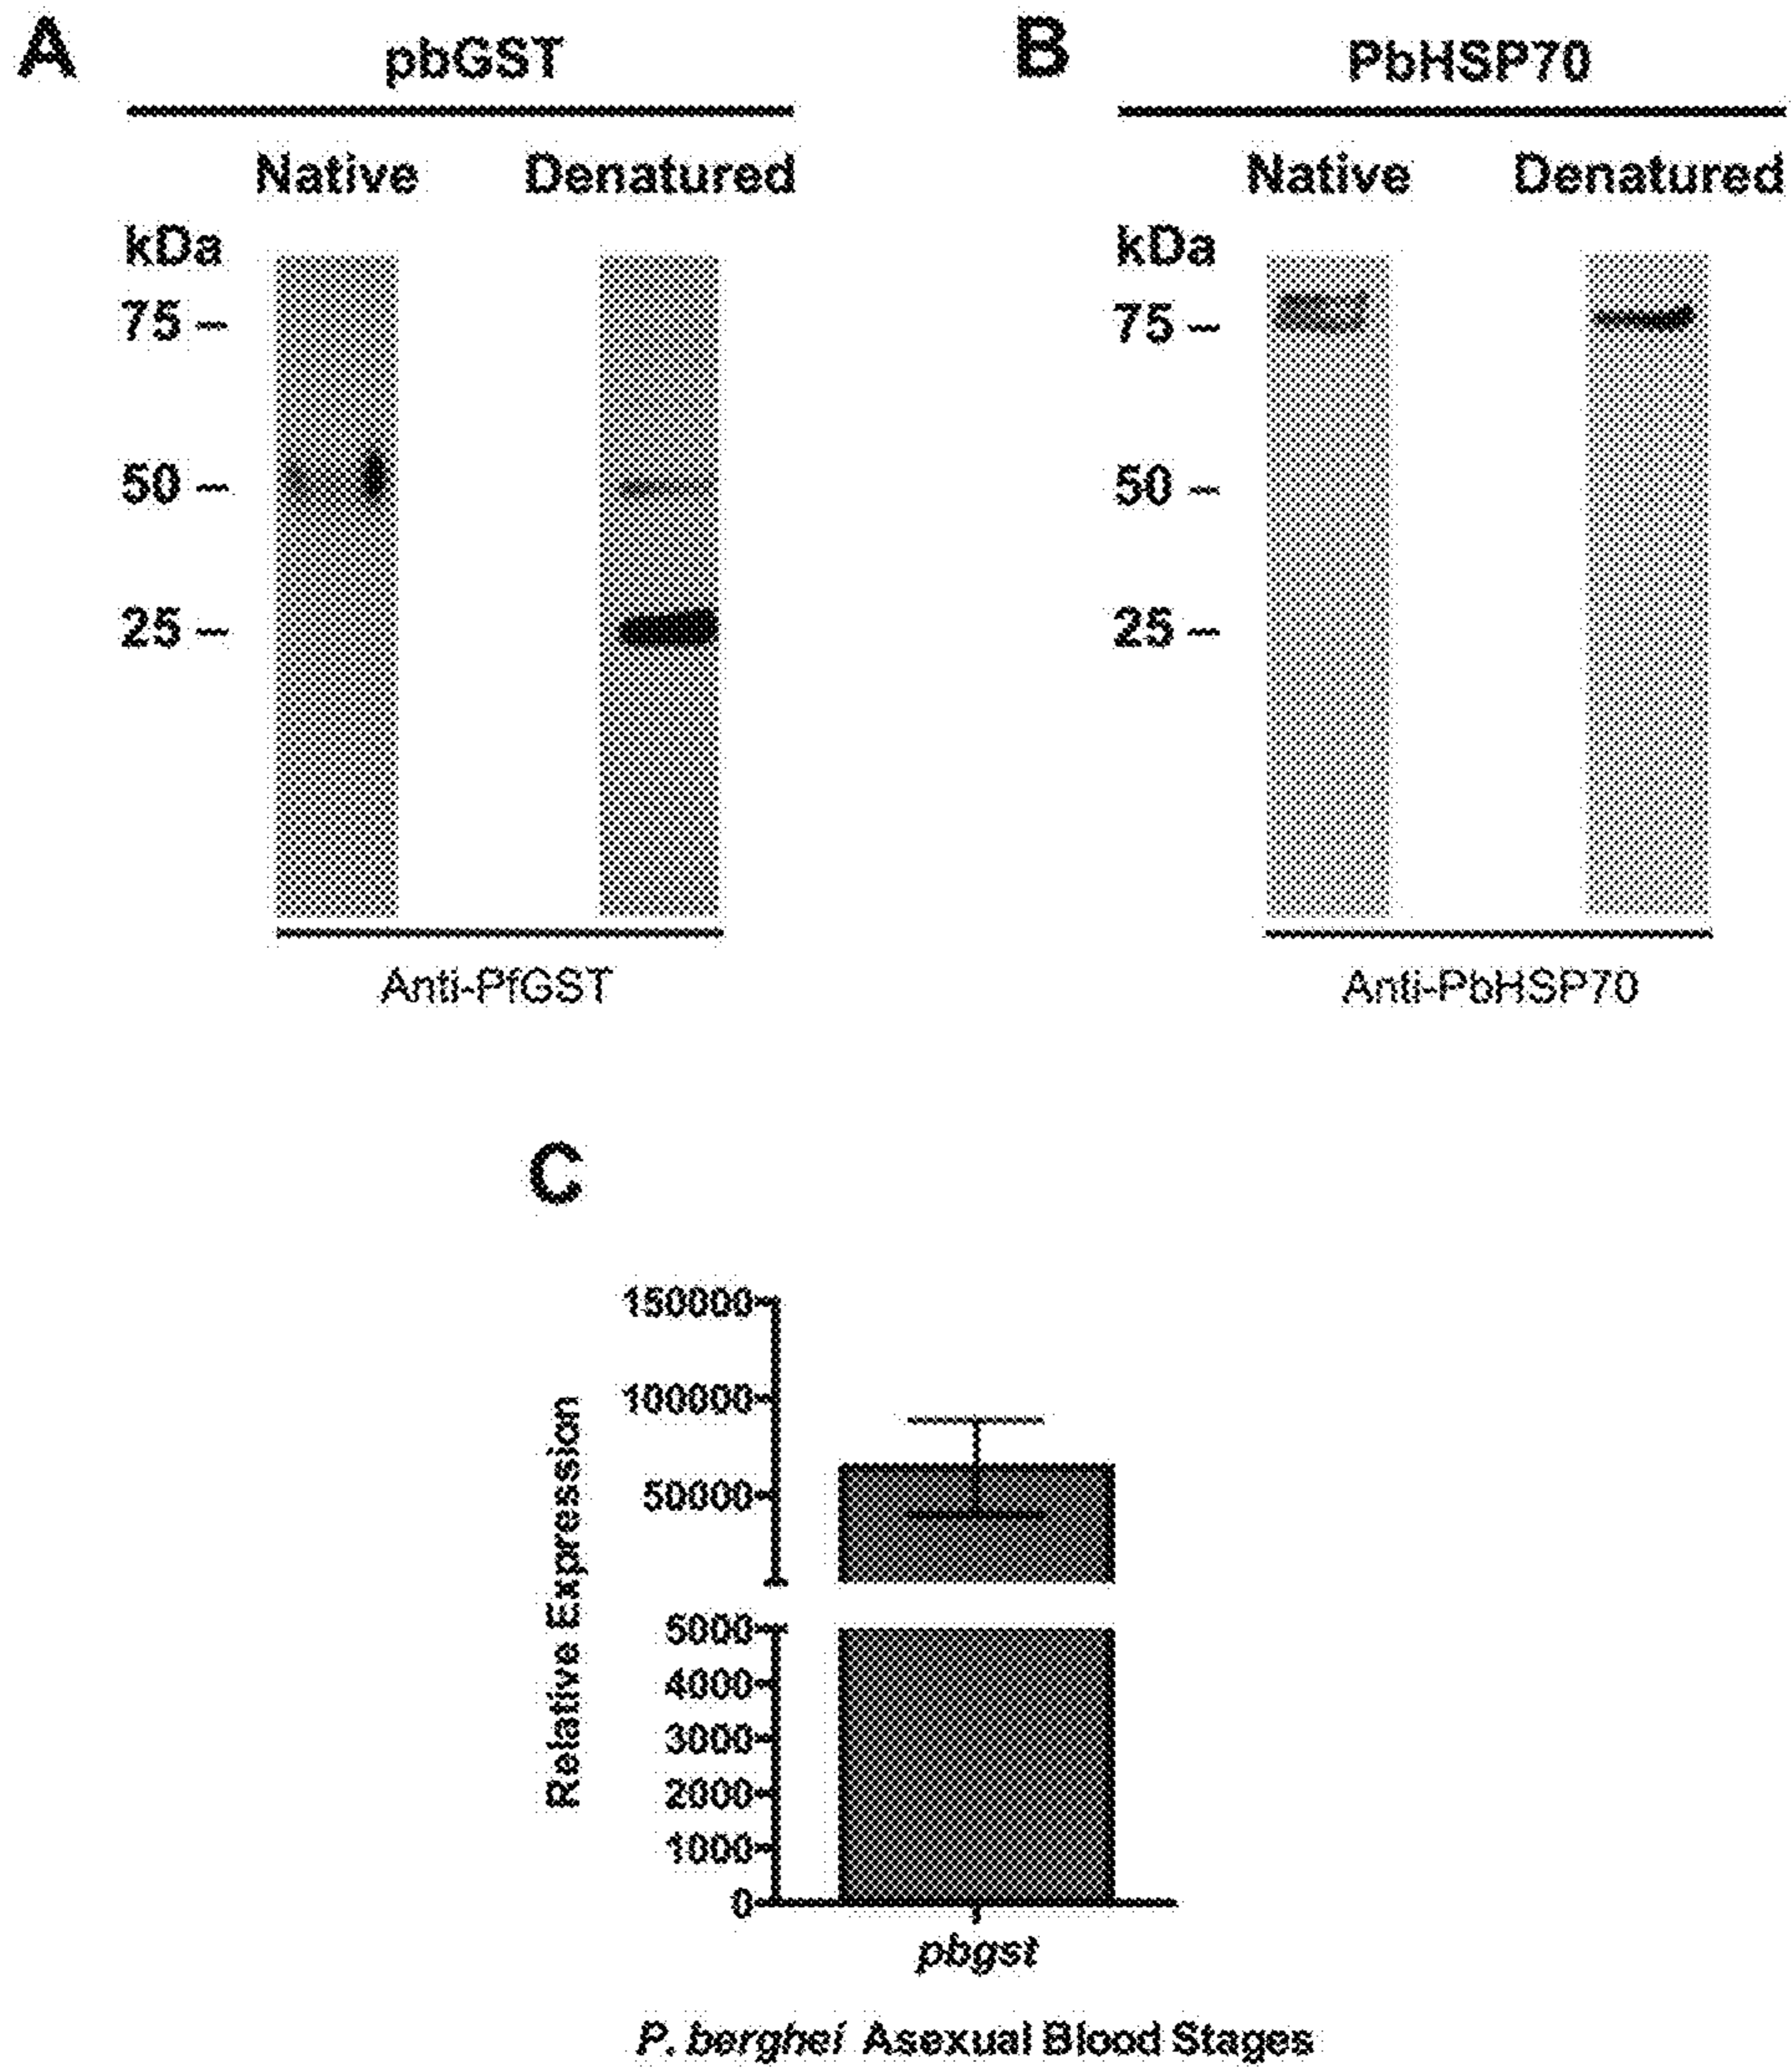 A
pbGST
Native Denatured
kDa
75
50
25
Anti-PfGST
B
PbHSP70
Native Denatured
kDa
75
50
25
Anti-PbHSP70
C
Relative Expression
150000
100000
50000
5000
4000
3000
2000
1000
0
pbgst
P. berghei Asexual Blood Stages